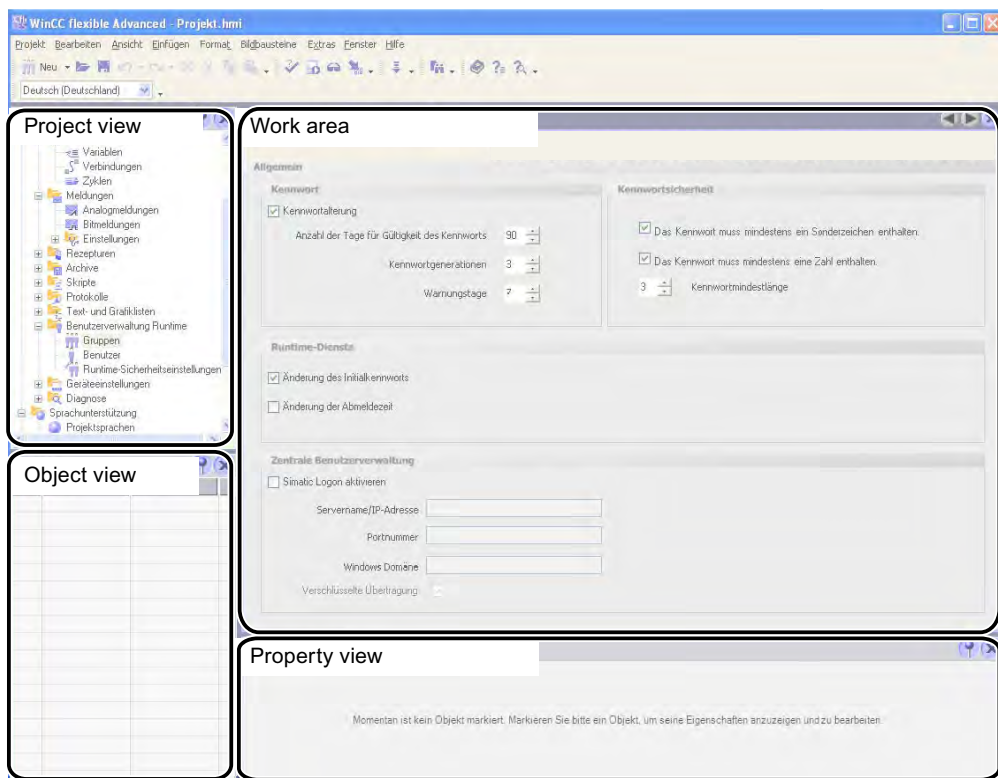 WinCC flexible Advanced - Projekt.hmi
Projekt Bearbeiten Ansicht Einfügen Format Bildbausteine Extras Fenster Hilfe
Neu
Deutsch (Deutschland)
Project view
Variablen
Verbindungen
Zyklen
Meldungen
Analogmeldungen
Bitmeldungen
Einstellungen
Rezepturen
Archive
Skripte
Protokolle
Text- und Grafiklisten
Benutzerverwaltung Runtime
Gruppen
Benutzer
Runtime-Sicherheitseinstellungen
Geräteeinstellungen
Diagnose
Sprachunterstützung
Projektsprachen
Object view
Work area
Allgemein
Kennwort
Kennwortalterung
Anzahl der Tage für Gültigkeit des Kennworts 90
Kennwortgenerationen 3
Warnungstage 7
Kennwortsicherheit
Das Kennwort muss mindestens ein Sonderzeichen enthalten.
Das Kennwort muss mindestens eine Zahl enthalten.
3 Kennwortmindestlänge
Runtime-Dienste
Änderung des Initialkennworts
Änderung der Abmeldezeit
Zentrale Benutzerverwaltung
Simatic Logon aktivieren
Servername/IP-Adresse
Portnummer
Windows Domäne
Verschlüsselte Übertragung
Property view
Momentan ist kein Objekt markiert. Markieren Sie bitte ein Objekt, um seine Eigenschaften anzuzeigen und zu bearbeiten.